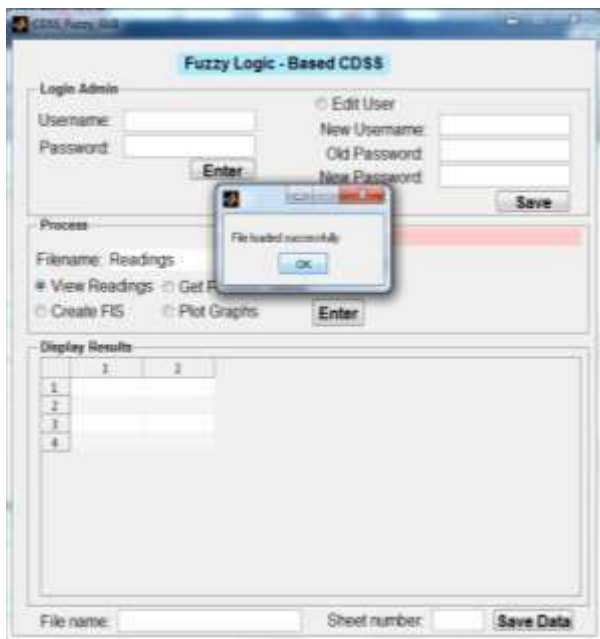 CDSS_Fuzzy_GUI
Fuzzy Logic - Based CDSS
Login Admin
Username:
Password:
Enter
Edit User
New Username:
Old Password:
New Password:
Save
File loaded successfully
OK
Process
Filename: Readings
View Readings
Get
Create FIS
Plot Graphs
Enter
Display Results
1 2
1
2
3
4
File name:
Sheet number:
Save Data